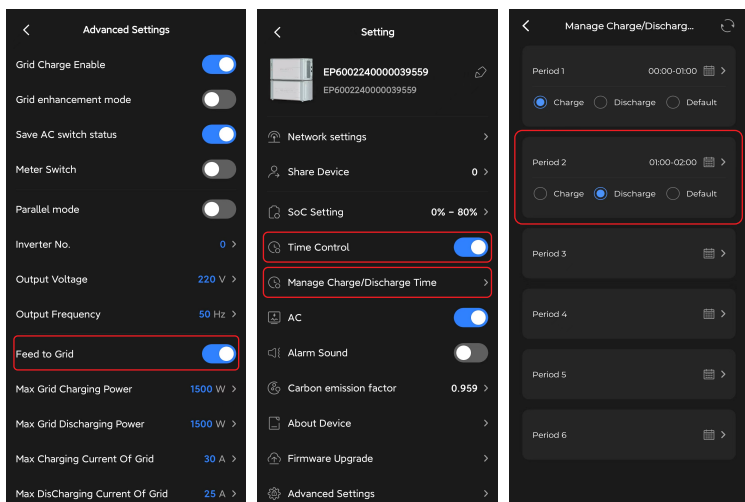 Advanced Settings
Grid Charge Enable
Grid enhancement mode
Save AC switch status
Meter Switch
Parallel mode
Inverter No. 0
Output Voltage 220 V
Output Frequency 50 Hz
Feed to Grid
Max Grid Charging Power 1500 W
Max Grid Discharging Power 1500 W
Max Charging Current Of Grid 30 A
Max DisCharging Current Of Grid 25 A
Setting
EP6002240000039559
EP6002240000039559
Network settings
Share Device 0
SoC Setting 0% ~ 80%
Time Control
Manage Charge/Discharge Time
AC
Alarm Sound
Carbon emission factor 0.959
About Device
Firmware Upgrade
Advanced Settings
Manage Charge/Discharg...
Period 1 00:00-01:00
Charge Discharge Default
Period 2 01:00-02:00
Charge Discharge Default
Period 3
Period 4
Period 5
Period 6